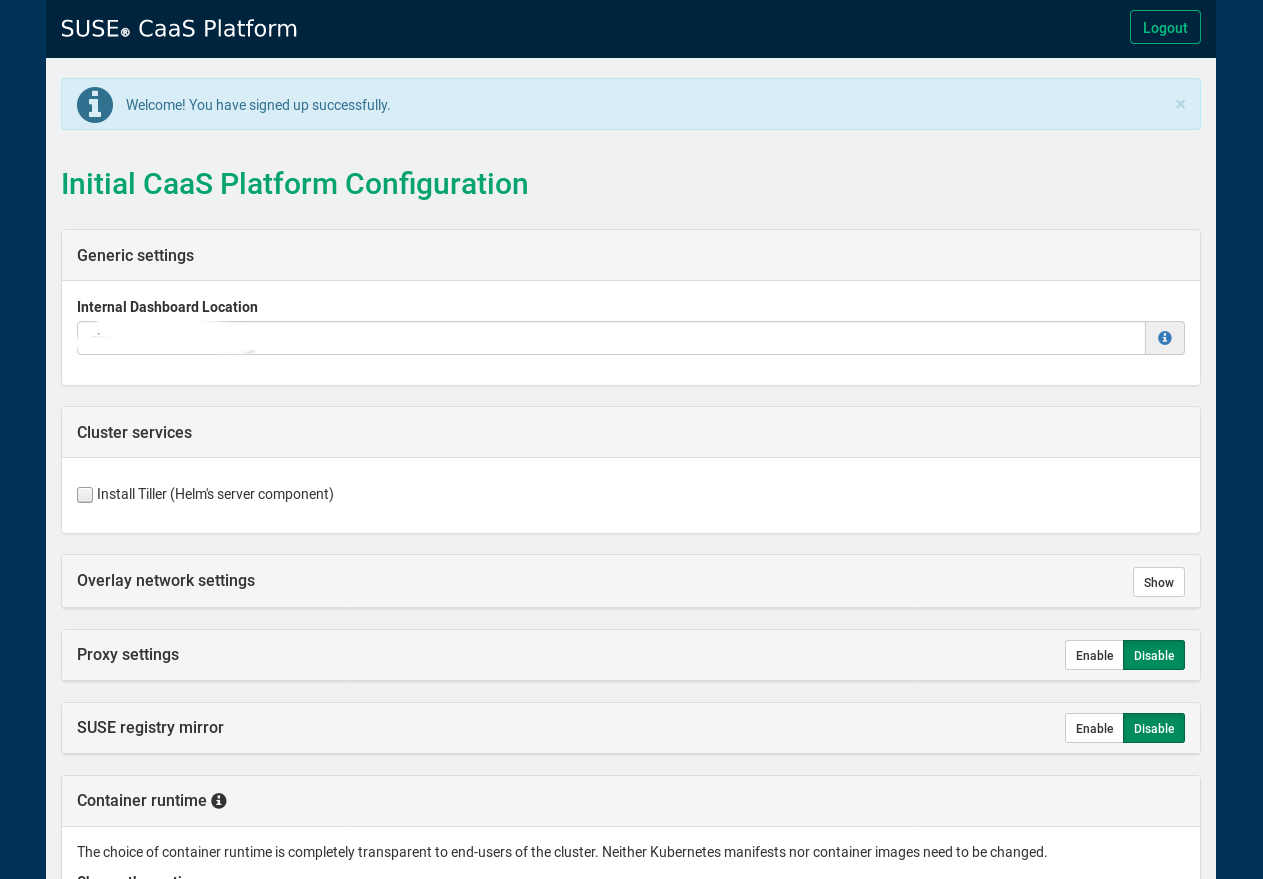 SUSE® CaaS Platform
Logout
Welcome! You have signed up successfully.
×
Initial CaaS Platform Configuration
Generic settings
Internal Dashboard Location
Cluster services
Install Tiller (Helm's server component)
Overlay network settings
Show
Proxy settings
Enable Disable
SUSE registry mirror
Enable Disable
Container runtime
The choice of container runtime is completely transparent to end-users of the cluster. Neither Kubernetes manifests nor container images need to be changed.